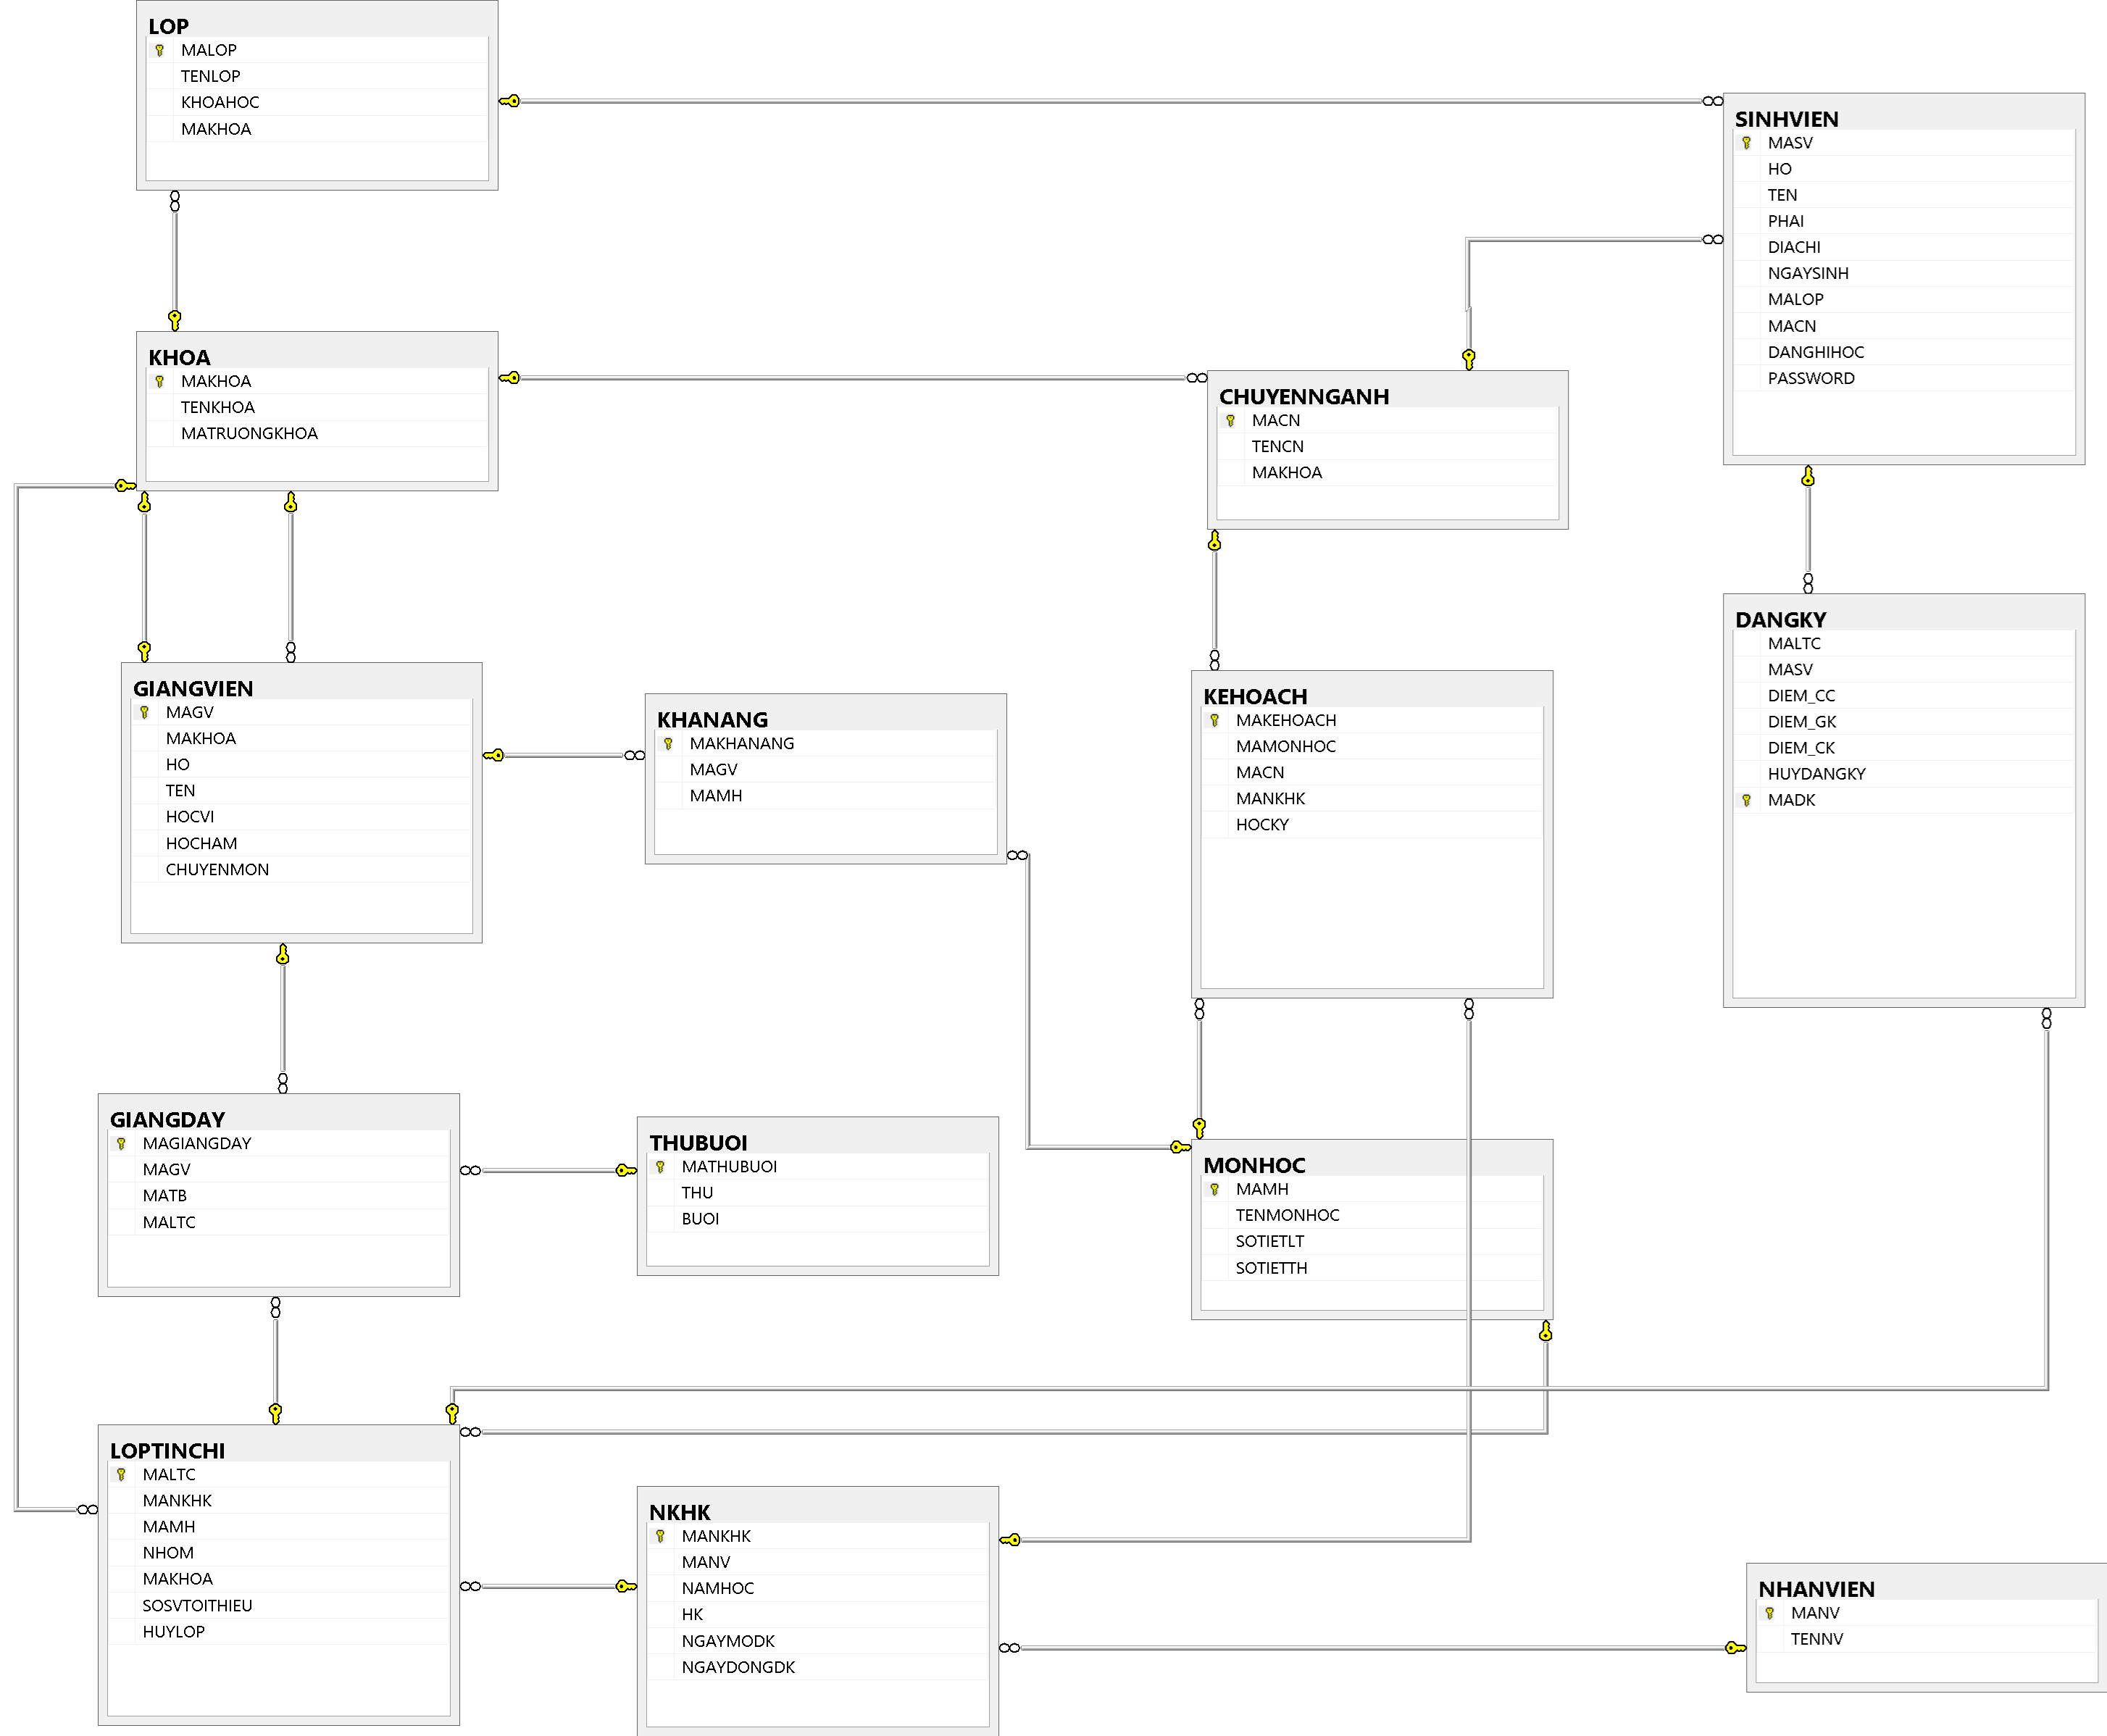 LOP
MALOP
TENLOP
KHOAHOC
MAKHOA
SINHVIEN
MASV
HO
TEN
PHAI
DIACHI
NGAYSINH
MALOP
MACN
DANGHIHOC
PASSWORD
KHOA
MAKHOA
TENKHOA
MATRUONGKHOA
CHUYENNGANH
MACN
TENCN
MAKHOA
GIANGVIEN
MAGV
MAKHOA
HO
TEN
HOCVI
HOCHAM
CHUYENMON
KHANANG
MAKHANANG
MAGV
MAMH
KEHOACH
MAKEHOACH
MAMONHOC
MACN
MANKHK
HOCKY
DANGKY
MALTC
MASV
DIEM_CC
DIEM_GK
DIEM_CK
HUYDANGKY
MADK
GIANGDAY
MAGIANGDAY
MAGV
MATB
MALTC
THUBUOI
MATHUBUOI
THU
BUOI
MONHOC
MAMH
TENMONHOC
SOTIETLT
SOTIETTH
LOPTINCHI
MALTC
MANKHK
MAMH
NHOM
MAKHOA
SOSVTOITHIEU
HUYLOP
NKHK
MANKHK
MANV
NAMHOC
HK
NGAYMODK
NGAYDONGDK
NHANVIEN
MANV
TENNV